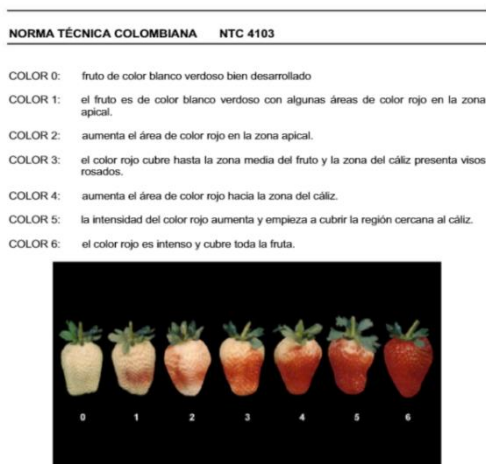 NORMA TÉCNICA COLOMBIANA NTC 4103
COLOR 0: fruto de color blanco verdoso bien desarrollado
COLOR 1: el fruto es de color blanco verdoso con algunas áreas de color rojo en la zona
apical.
COLOR 2: aumenta el área de color rojo en la zona apical.
COLOR 3: el color rojo cubre hasta la zona media del fruto y la zona del cáliz presenta visos
rosados.
COLOR 4: aumenta el área de color rojo hacia la zona del cáliz.
COLOR 5: la intensidad del color rojo aumenta y empieza a cubrir la región cercana al cáliz.
COLOR 6: el color rojo es intenso y cubre toda la fruta.
0 1 2 3 4 5 6